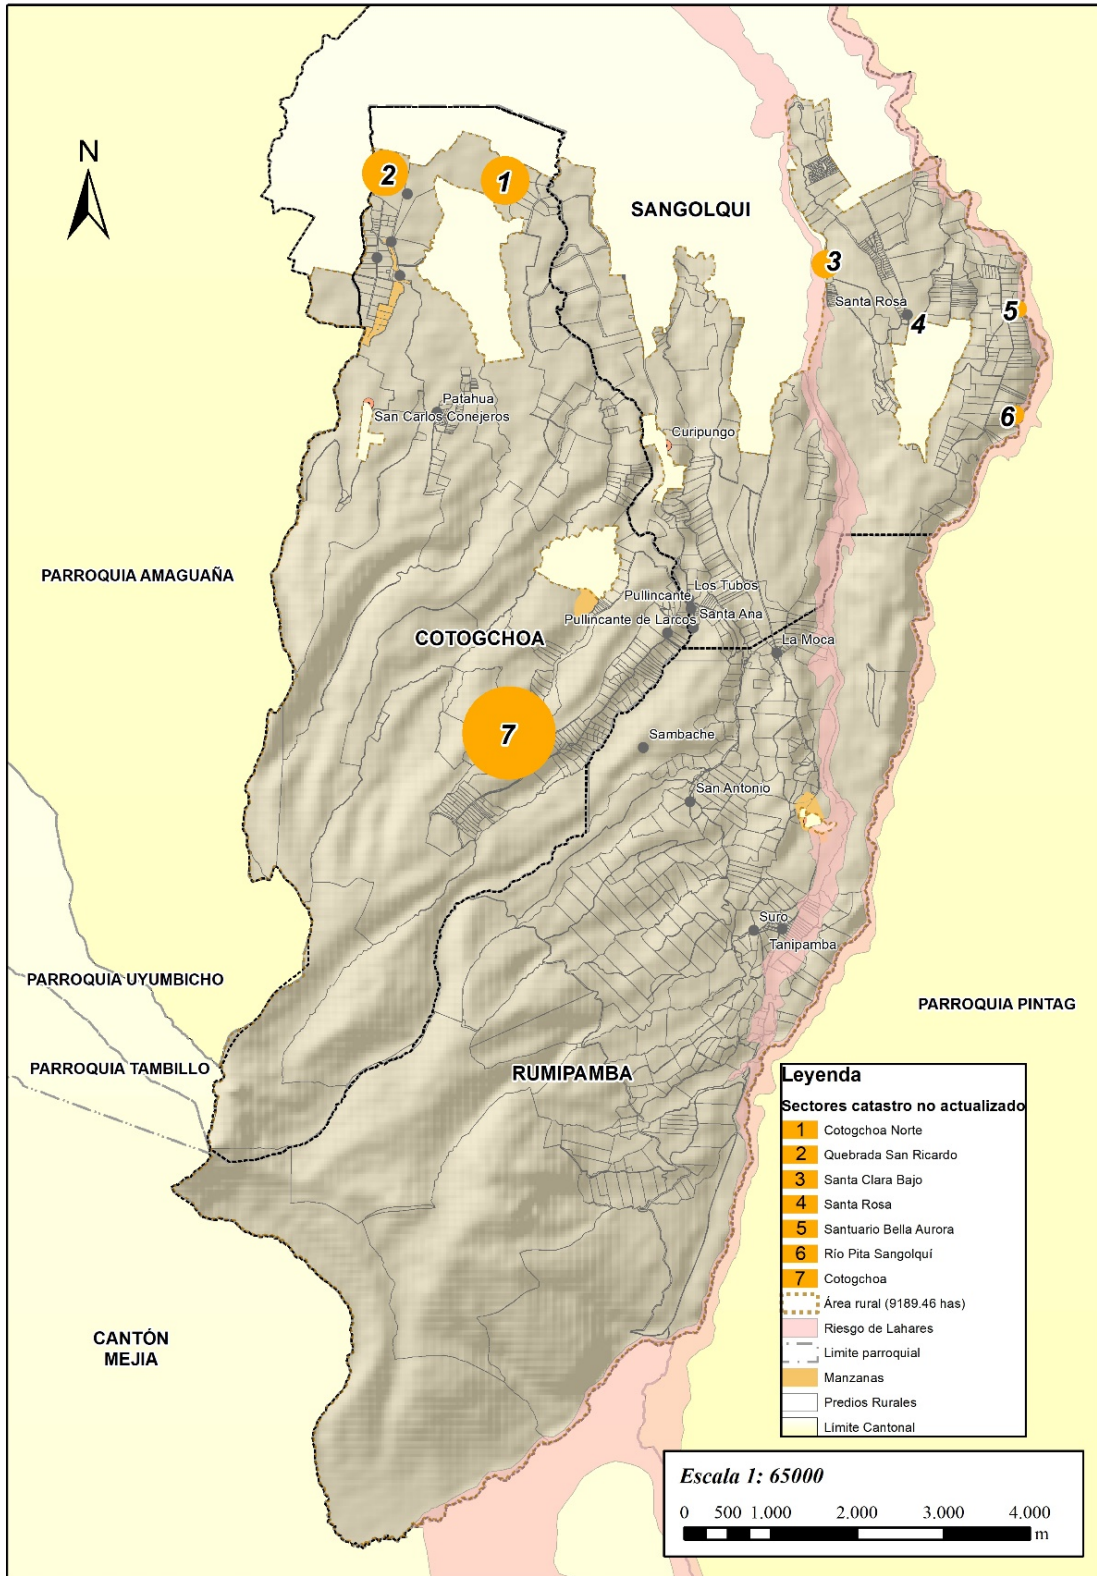 N
2
1
SANGOLQUI
3
Santa Rosa
4
5
6
Patahua
San Carlos Conejeros
Curipungo
PARROQUIA AMAGUAÑA
Los Tubos
Pullincante
Santa Ana
Pullincante de Larcos
COTOGCHOA
La Moca
7
Sambache
San Antonio
Suro
Tanipamba
PARROQUIA UYUMBICHO
PARROQUIA PINTAG
PARROQUIA TAMBILLO
RUMIPAMBA
CANTÓN
MEJIA
Leyenda
Sectores catastro no actualizado
1 Cotogchoa Norte
2 Quebrada San Ricardo
3 Santa Clara Bajo
4 Santa Rosa
5 Santuario Bella Aurora
6 Río Pita Sangolquí
7 Cotogchoa
Área rural (9189.46 has)
Riesgo de Lahares
Limite parroquial
Manzanas
Predios Rurales
Límite Cantonal
Escala 1: 65000
0 500 1.000 2.000 3.000 4.000
m